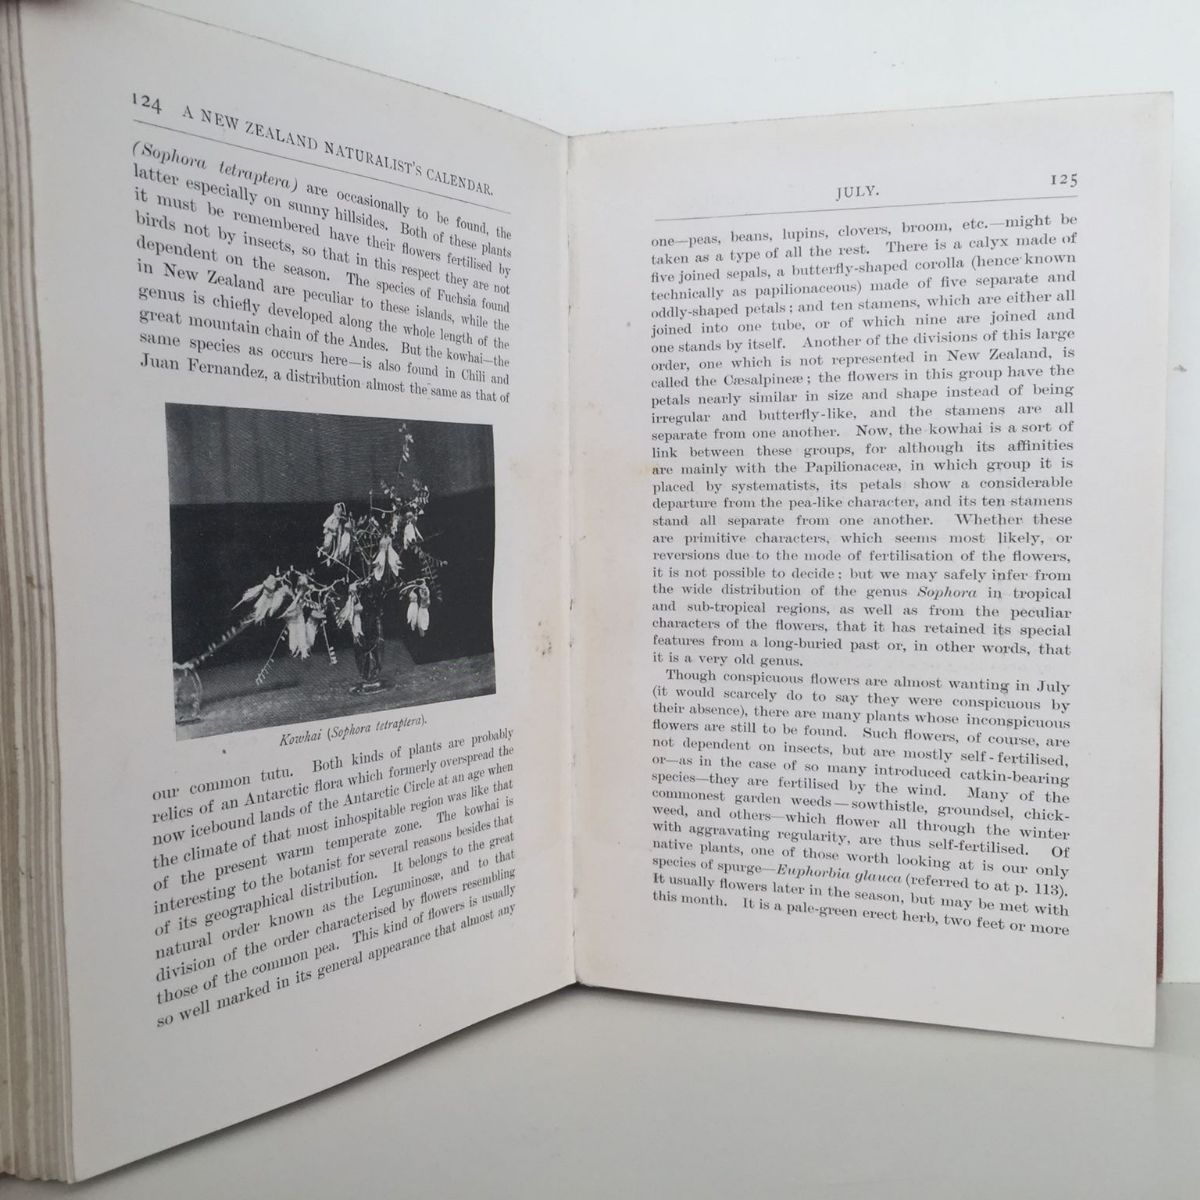 124 A NEW ZEALAND NATURALIST'S CALENDAR.
(Sophora tetraptera) are occasionally to be found, the
latter especially on sunny hillsides. Both of these plants
it must be remembered have their flowers fertilised by
birds not by insects, so that in this respect they are not
dependent on the season. The species of Fuchsia found
in New Zealand are peculiar to these islands, while the
genus is chiefly developed along the whole length of the
great mountain chain of the Andes. But the kowhai—the
same species as occurs here—is also found in Chili and
Juan Fernandez, a distribution almost the same as that of
Kowhai (Sophora tetraptera).
our common tutu. Both kinds of plants are probably
relics of an Antarctic flora which formerly overspread the
now icebound lands of the Antarctic Circle at an age when
the climate of that most inhospitable region was like that
of the present warm temperate zone. The kowhai is
interesting to the botanist for several reasons besides that
of its geographical distribution. It belongs to the great
natural order known as the Leguminosæ, and to that
division of the order characterised by flowers resembling
those of the common pea. This kind of flowers is usually
so well marked in its general appearance that almost any
JULY. 125
one—peas, beans, lupins, clovers, broom, etc.—might be
taken as a type of all the rest. There is a calyx made of
five joined sepals, a butterfly-shaped corolla (hence known
technically as papilionaceous) made of five separate and
oddly-shaped petals; and ten stamens, which are either all
joined into one tube, or of which nine are joined and
one stands by itself. Another of the divisions of this large
order, one which is not represented in New Zealand, is
called the Cæsalpineæ; the flowers in this group have the
petals nearly similar in size and shape instead of being
irregular and butterfly-like, and the stamens are all
separate from one another. Now, the kowhai is a sort of
link between these groups, for although its affinities
are mainly with the Papilionaceæ, in which group it is
placed by systematists, its petals show a considerable
departure from the pea-like character, and its ten stamens
stand all separate from one another. Whether these
are primitive characters, which seems most likely, or
reversions due to the mode of fertilisation of the flowers,
it is not possible to decide; but we may safely infer from
the wide distribution of the genus Sophora in tropical
and sub-tropical regions, as well as from the peculiar
characters of the flowers, that it has retained its special
features from a long-buried past or, in other words, that
it is a very old genus.
Though conspicuous flowers are almost wanting in July
(it would scarcely do to say they were conspicuous by
their absence), there are many plants whose inconspicuous
flowers are still to be found. Such flowers, of course, are
not dependent on insects, but are mostly self-fertilised,
or—as in the case of so many introduced catkin-bearing
species—they are fertilised by the wind. Many of the
commonest garden weeds—sowthistle, groundsel, chick-
weed, and others—which flower all through the winter
with aggravating regularity, are thus self-fertilised. Of
native plants, one of those worth looking at is our only
species of spurge—Euphorbia glauca (referred to at p. 113).
It usually flowers later in the season, but may be met with
this month. It is a pale-green erect herb, two feet or more